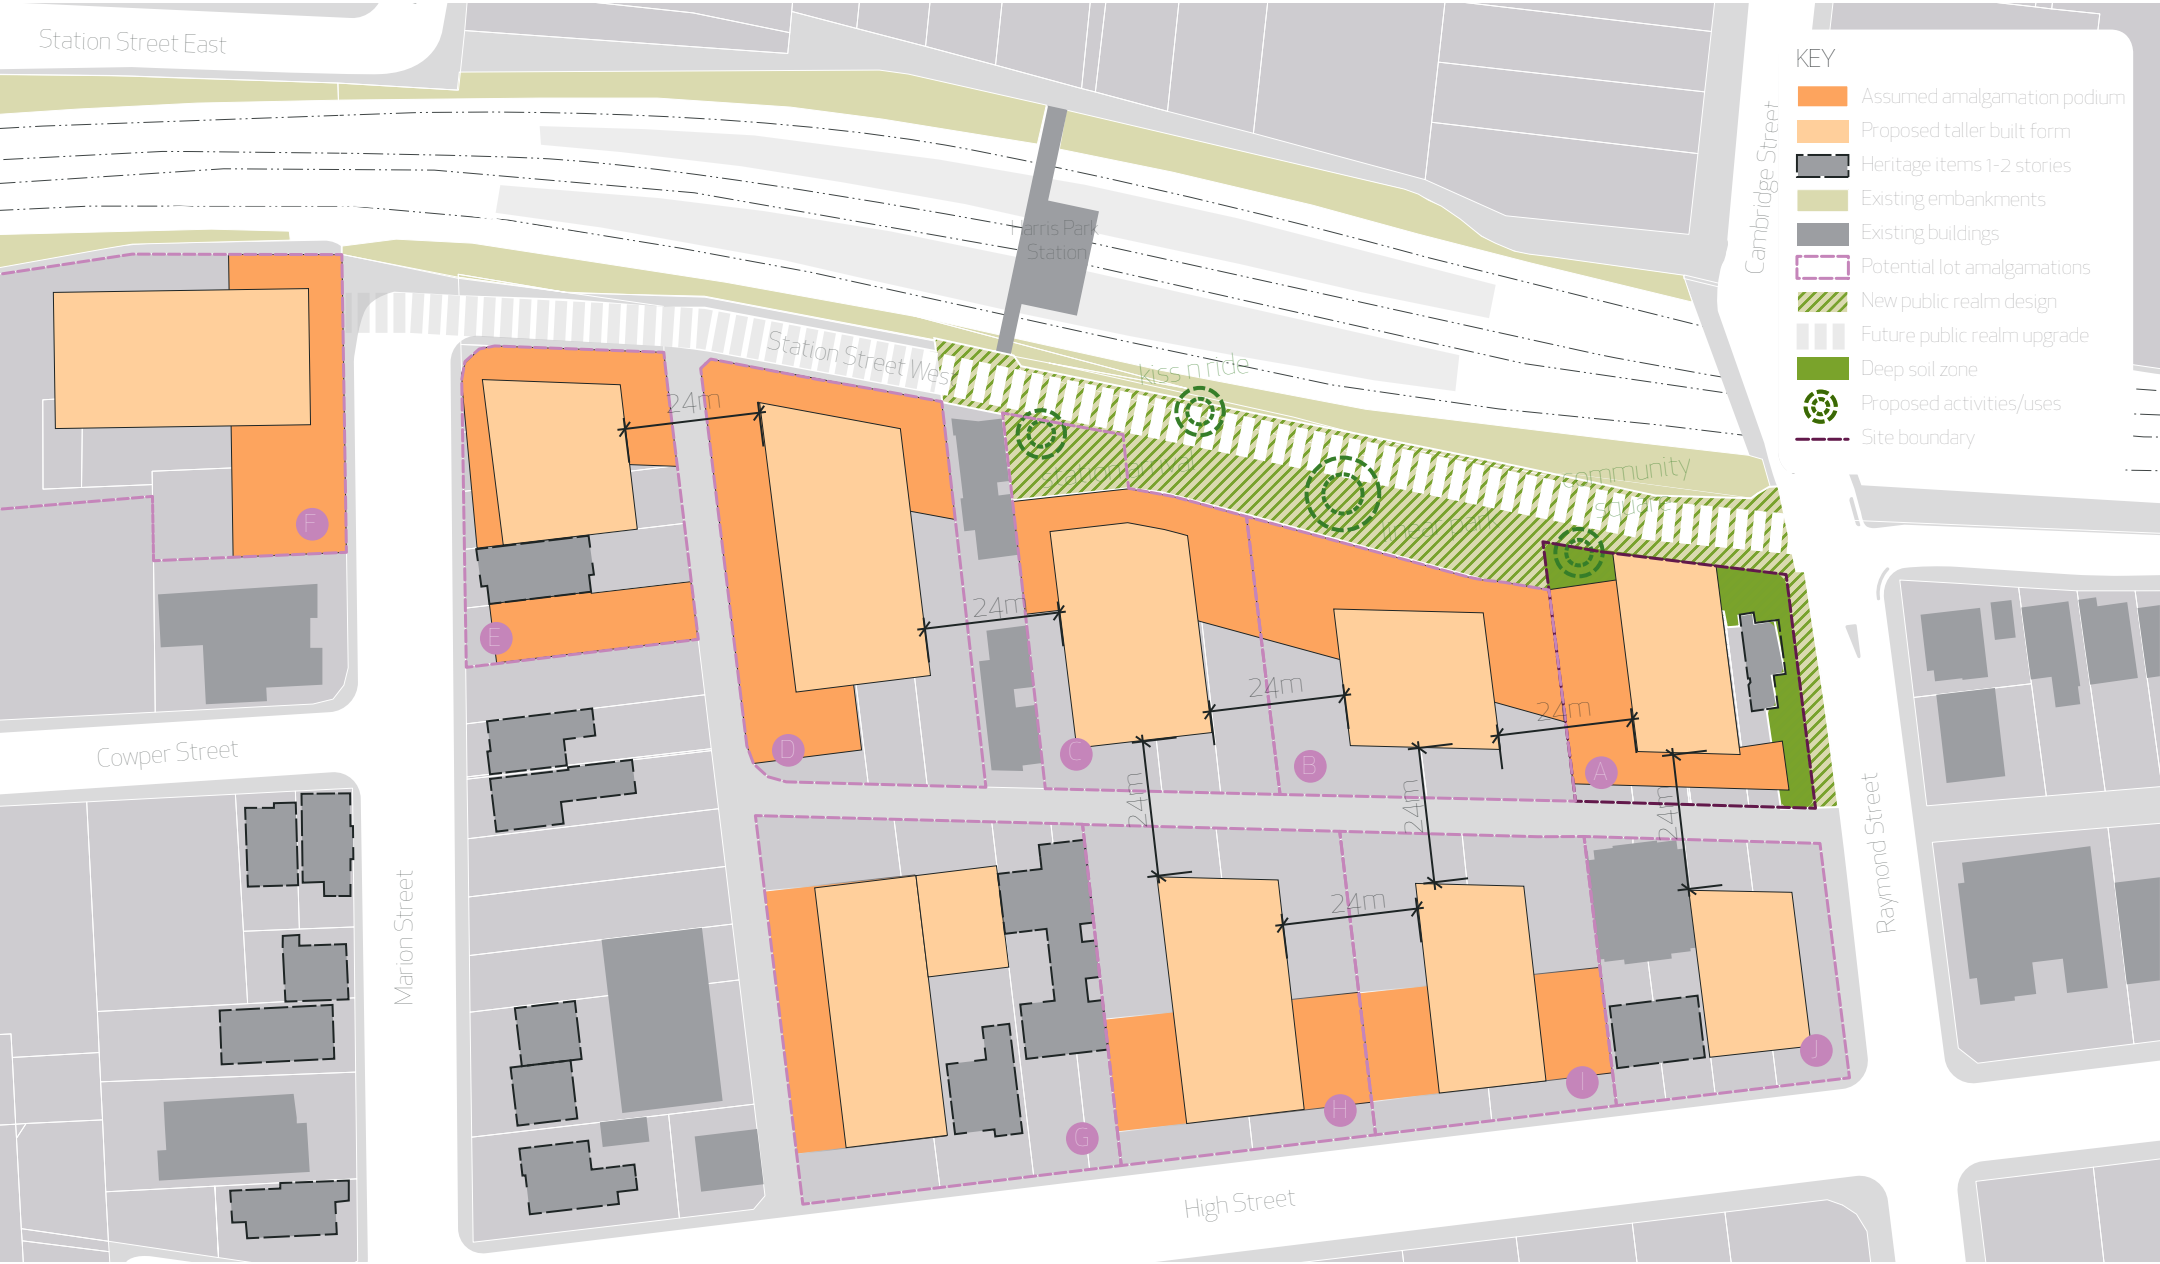 Station Street East
KEY
Assumed amalgamation podium
Proposed taller built form
Heritage items 1-2 stories
Existing embankments
Existing buildings
Potential lot amalgamations
New public realm design
Future public realm upgrade
Deep soil zone
Proposed activities/uses
Site boundary
Cambridge Street
Harris Park
Station
Station Street West
kiss n ride
station arrival
linear park
community
square
24m
24m
24m
24m
24m
24m
24m
24m
F
E
D
C
B
A
G
H
I
J
Cowper Street
Marion Street
Raymond Street
High Street